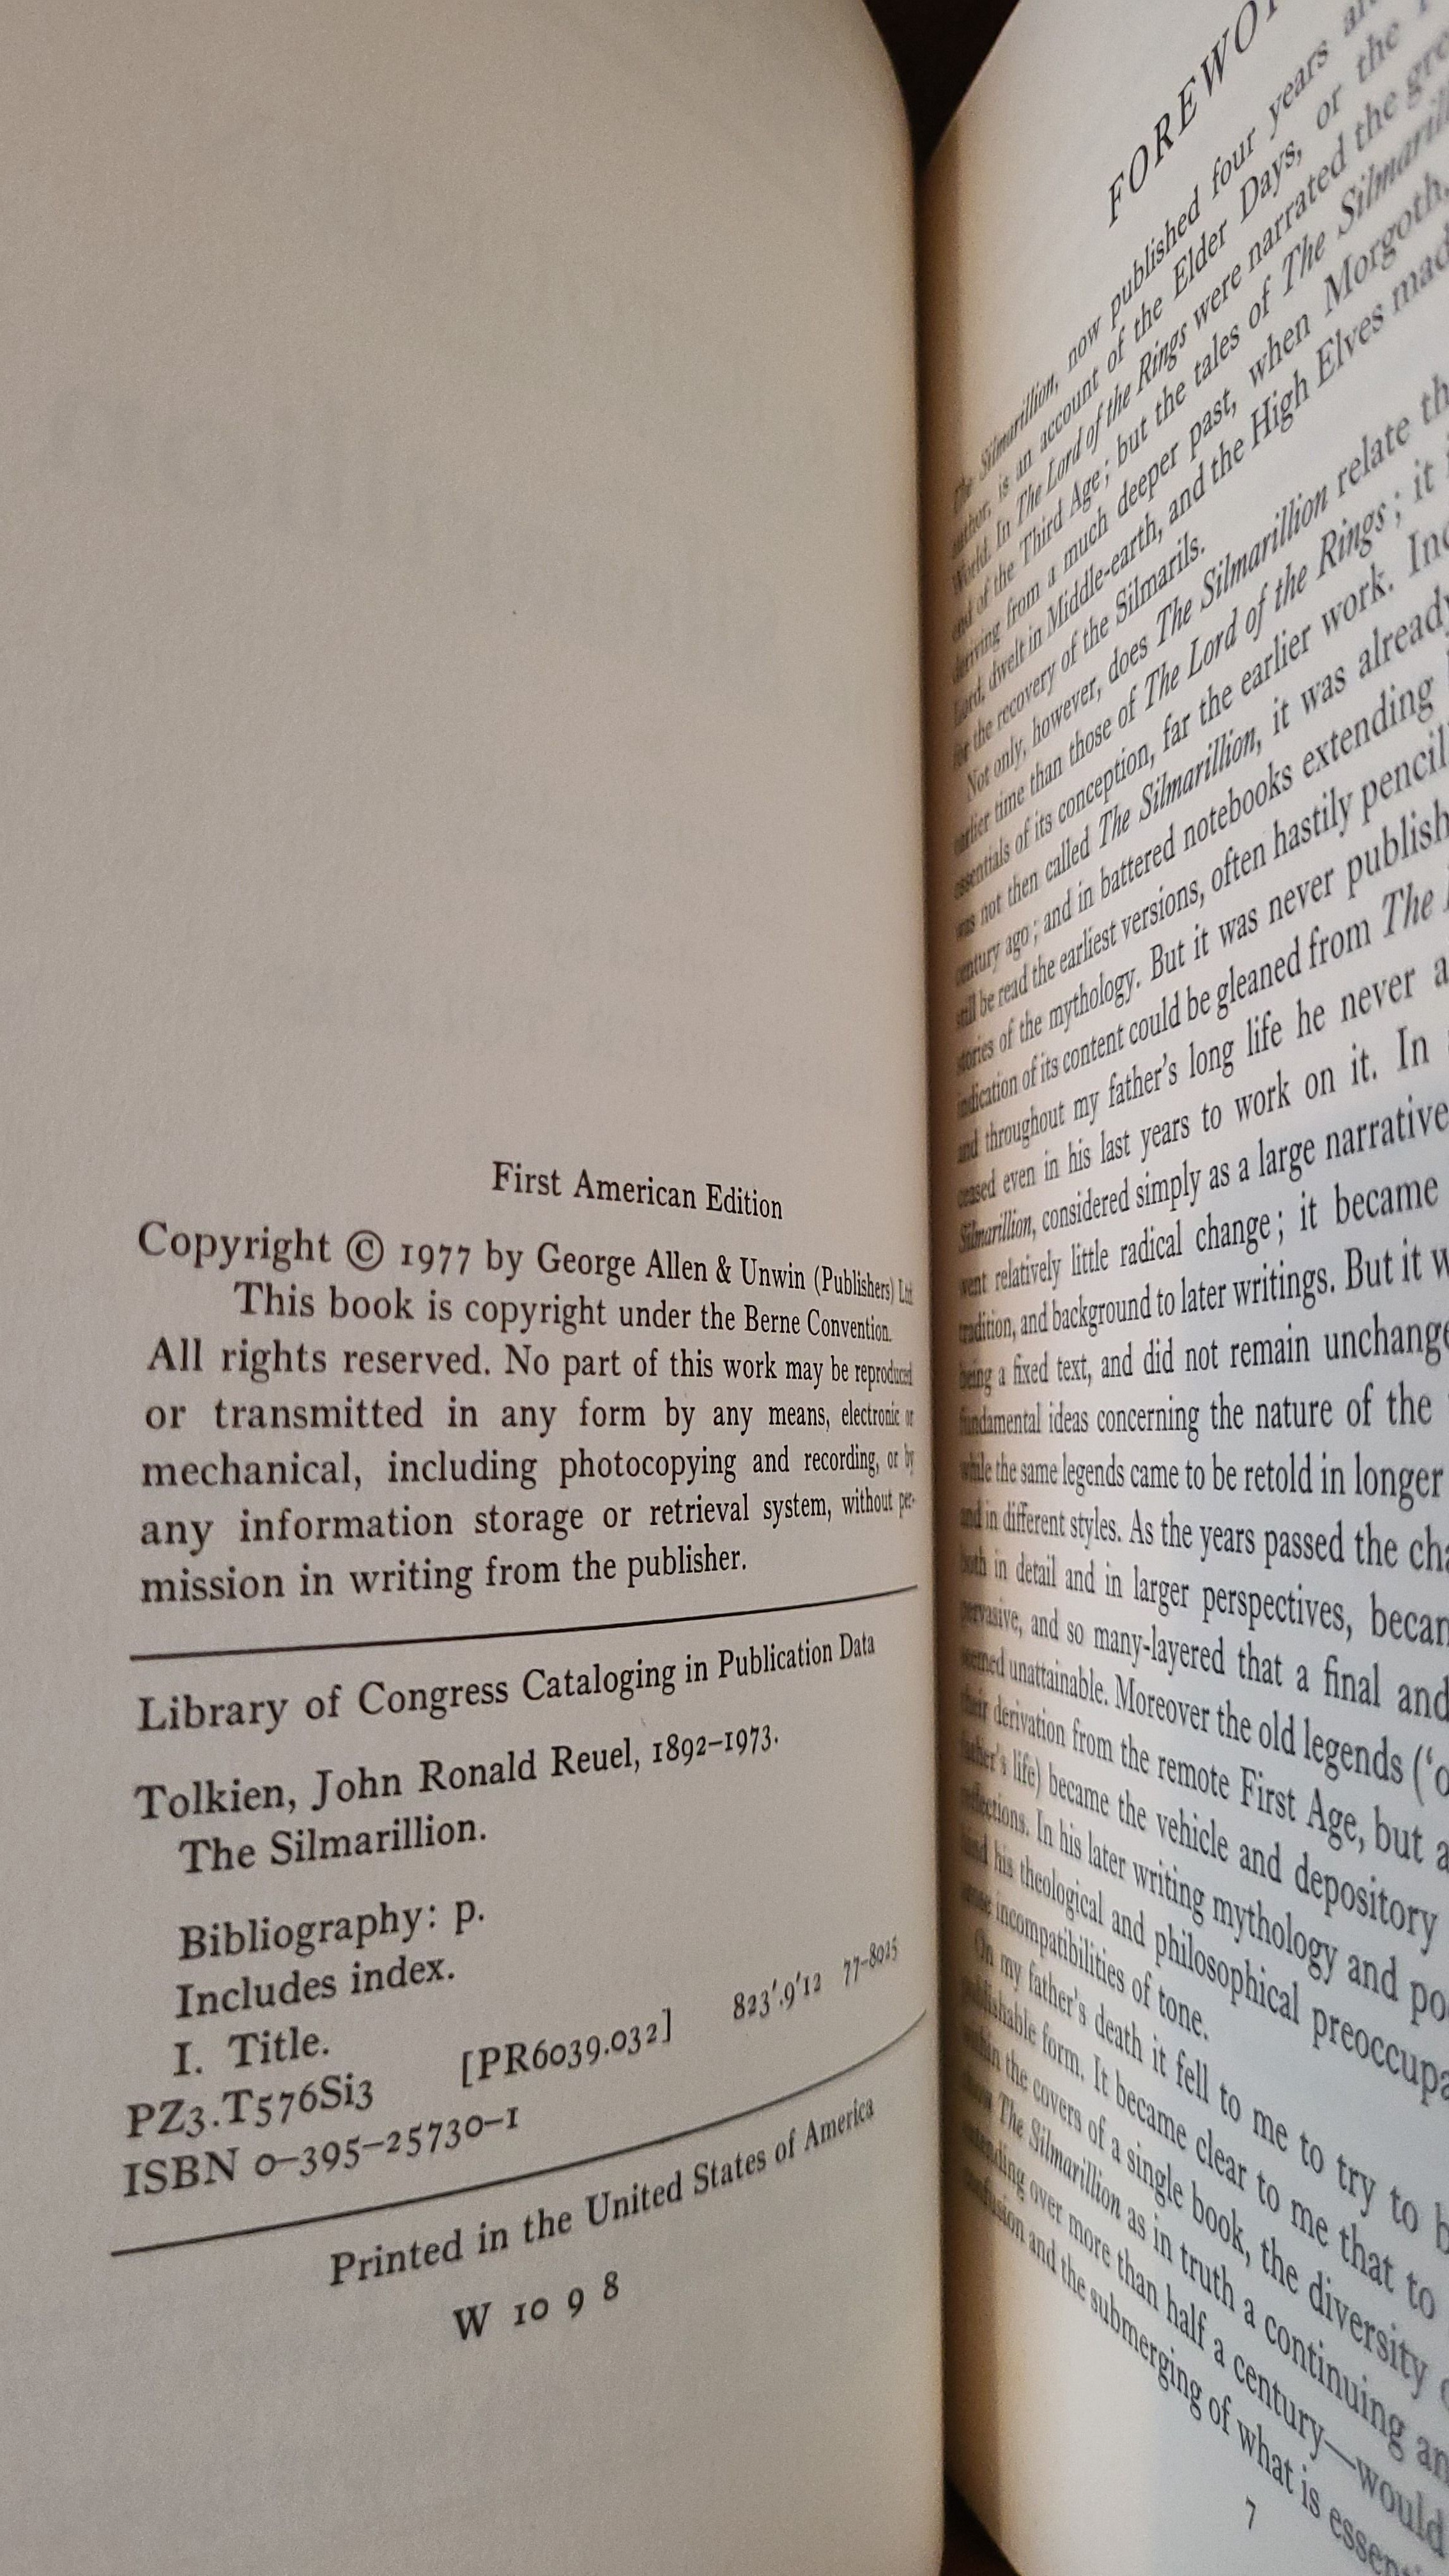 First American Edition
Copyright © 1977 by George Allen & Unwin (Publishers) Ltd
This book is copyright under the Berne Convention.
All rights reserved. No part of this work may be reproduced
or transmitted in any form by any means, electronic or
mechanical, including photocopying and recording, or by
any information storage or retrieval system, without per-
mission in writing from the publisher.
Library of Congress Cataloging in Publication Data
Tolkien, John Ronald Reuel, 1892–1973.
The Silmarillion.
Bibliography: p.
Includes index.
I. Title.
PZ3.T576Si3 [PR6039.032] 823'.9'12 77–8025
ISBN 0–395–25730–1
Printed in the United States of America
W 10 9 8
FOREWO
The Silmarillion, now published four years
author, is an account of the Elder Days, or the
World. In The Lord of the Rings were narrated the
end of the Third Age; but the tales of The Silmaril
deriving from a much deeper past, when Morgoth,
Lord, dwelt in Middle-earth, and the High Elves mad
for the recovery of the Silmarils.
Not only, however, does The Silmarillion relate
earlier time than those of The Lord of the Rings; it
essentials of its conception, far the earlier work.
was not then called The Silmarillion, it was already
century ago; and in battered notebooks extending
still be read the earliest versions, often hastily pencil
stories of the mythology. But it was never publish
indication of its content could be gleaned from The
and throughout my father's long life he never a
ceased even in his last years to work on it. In
Silmarillion, considered simply as a large narrative
went relatively little radical change; it became
tradition, and background to later writings. But it w
being a fixed text, and did not remain unchange
fundamental ideas concerning the nature of the
while the same legends came to be retold in longer
and in different styles. As the years passed the cha
both in detail and in larger perspectives, becam
pervasive, and so many-layered that a final and
seemed unattainable. Moreover the old legends ('o
their derivation from the remote First Age, but a
father's life) became the vehicle and depository
reflections. In his later writing mythology and po
and his theological and philosophical preoccupa
arose incompatibilities of tone.
On my father's death it fell to me to try to b
publishable form. It became clear to me that to
within the covers of a single book, the diversity
show The Silmarillion as in truth a continuing an
extending over more than half a century—would
confusion and the submerging of what is essen
7